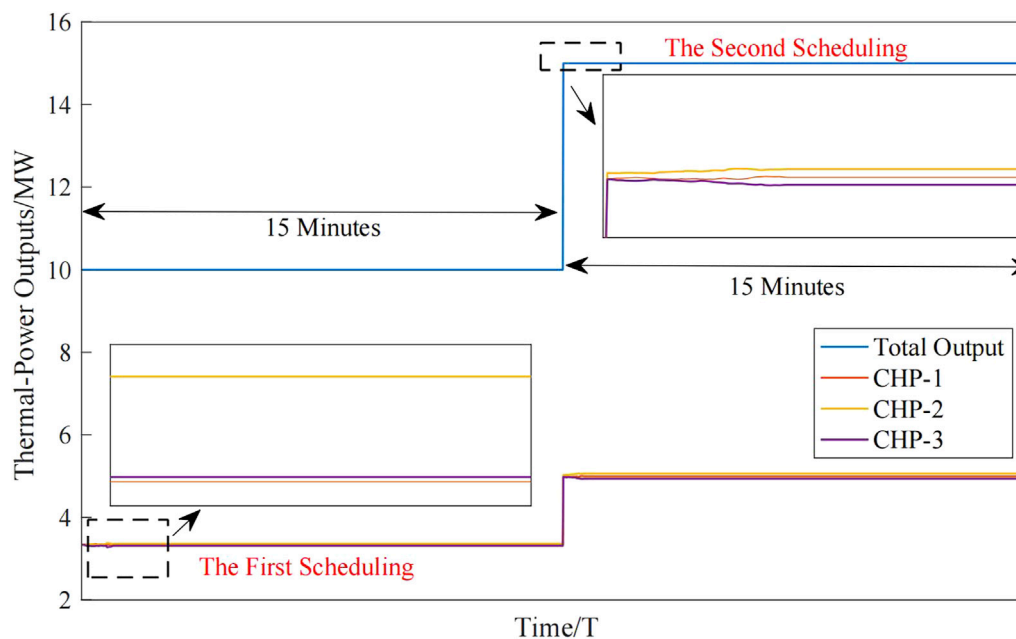 16
The Second Scheduling
14
12
15 Minutes
10
15 Minutes
8
Total Output
CHP-1
6
CHP-2
CHP-3
4
The First Scheduling
2
Time/T
Thermal-Power Outputs/MW